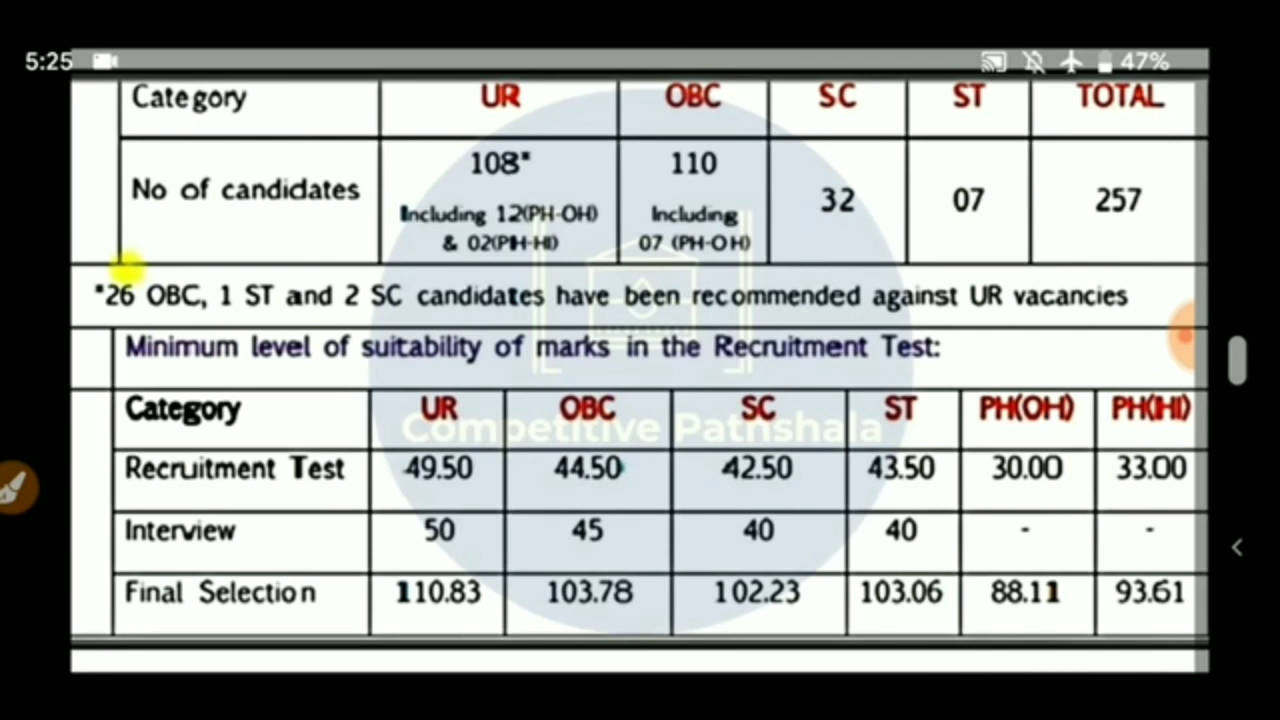 5:25 47%
Category UR OBC SC ST TOTAL
No of candidates 108* Including 12(PH-OH) & 02(PH-HI) 110 Including 07 (PH-OH) 32 07 257
*26 OBC, 1 ST and 2 SC candidates have been recommended against UR vacancies
Minimum level of suitability of marks in the Recruitment Test:
Category UR OBC SC ST PH(OH) PH(HI)
Competitive Pathshala
Recruitment Test 49.50 44.50 42.50 43.50 30.00 33.00
Interview 50 45 40 40 - -
Final Selection 110.83 103.78 102.23 103.06 88.11 93.61